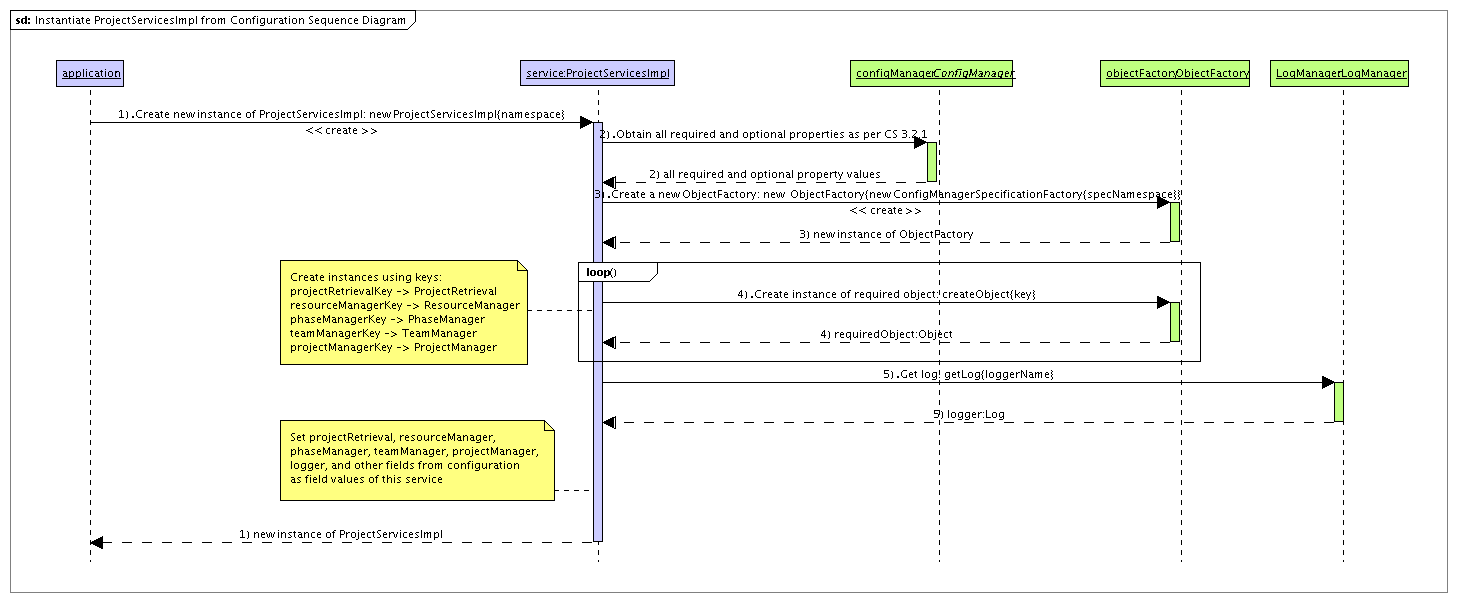 sd: Instantiate ProjectServicesImpl from Configuration Sequence Diagram
application
service:ProjectServicesImpl
configManager:ConfigManager
objectFactory:ObjectFactory
LogManager:LogManager
1).Create new instance of ProjectServicesImpl: new ProjectServicesImpl{namespace}
<< create >>
2).Obtain all required and optional properties as per CS 3.2.1
2) all required and optional property values
3).Create a new ObjectFactory: new ObjectFactory{new ConfigManagerSpecificationFactory{specNamespace}}
<< create >>
3) new instance of ObjectFactory
loop()
Create instances using keys:
projectRetrievalKey -> ProjectRetrieval
resourceManagerKey -> ResourceManager
phaseManagerKey -> PhaseManager
teamManagerKey -> TeamManager
projectManagerKey -> ProjectManager
4).Create instance of required object: createObject{key}
4) requiredObject:Object
5).Get log: getLog{loggerName}
5) logger:Log
Set projectRetrieval, resourceManager,
phaseManager, teamManager, projectManager,
logger, and other fields from configuration
as field values of this service
1) new instance of ProjectServicesImpl